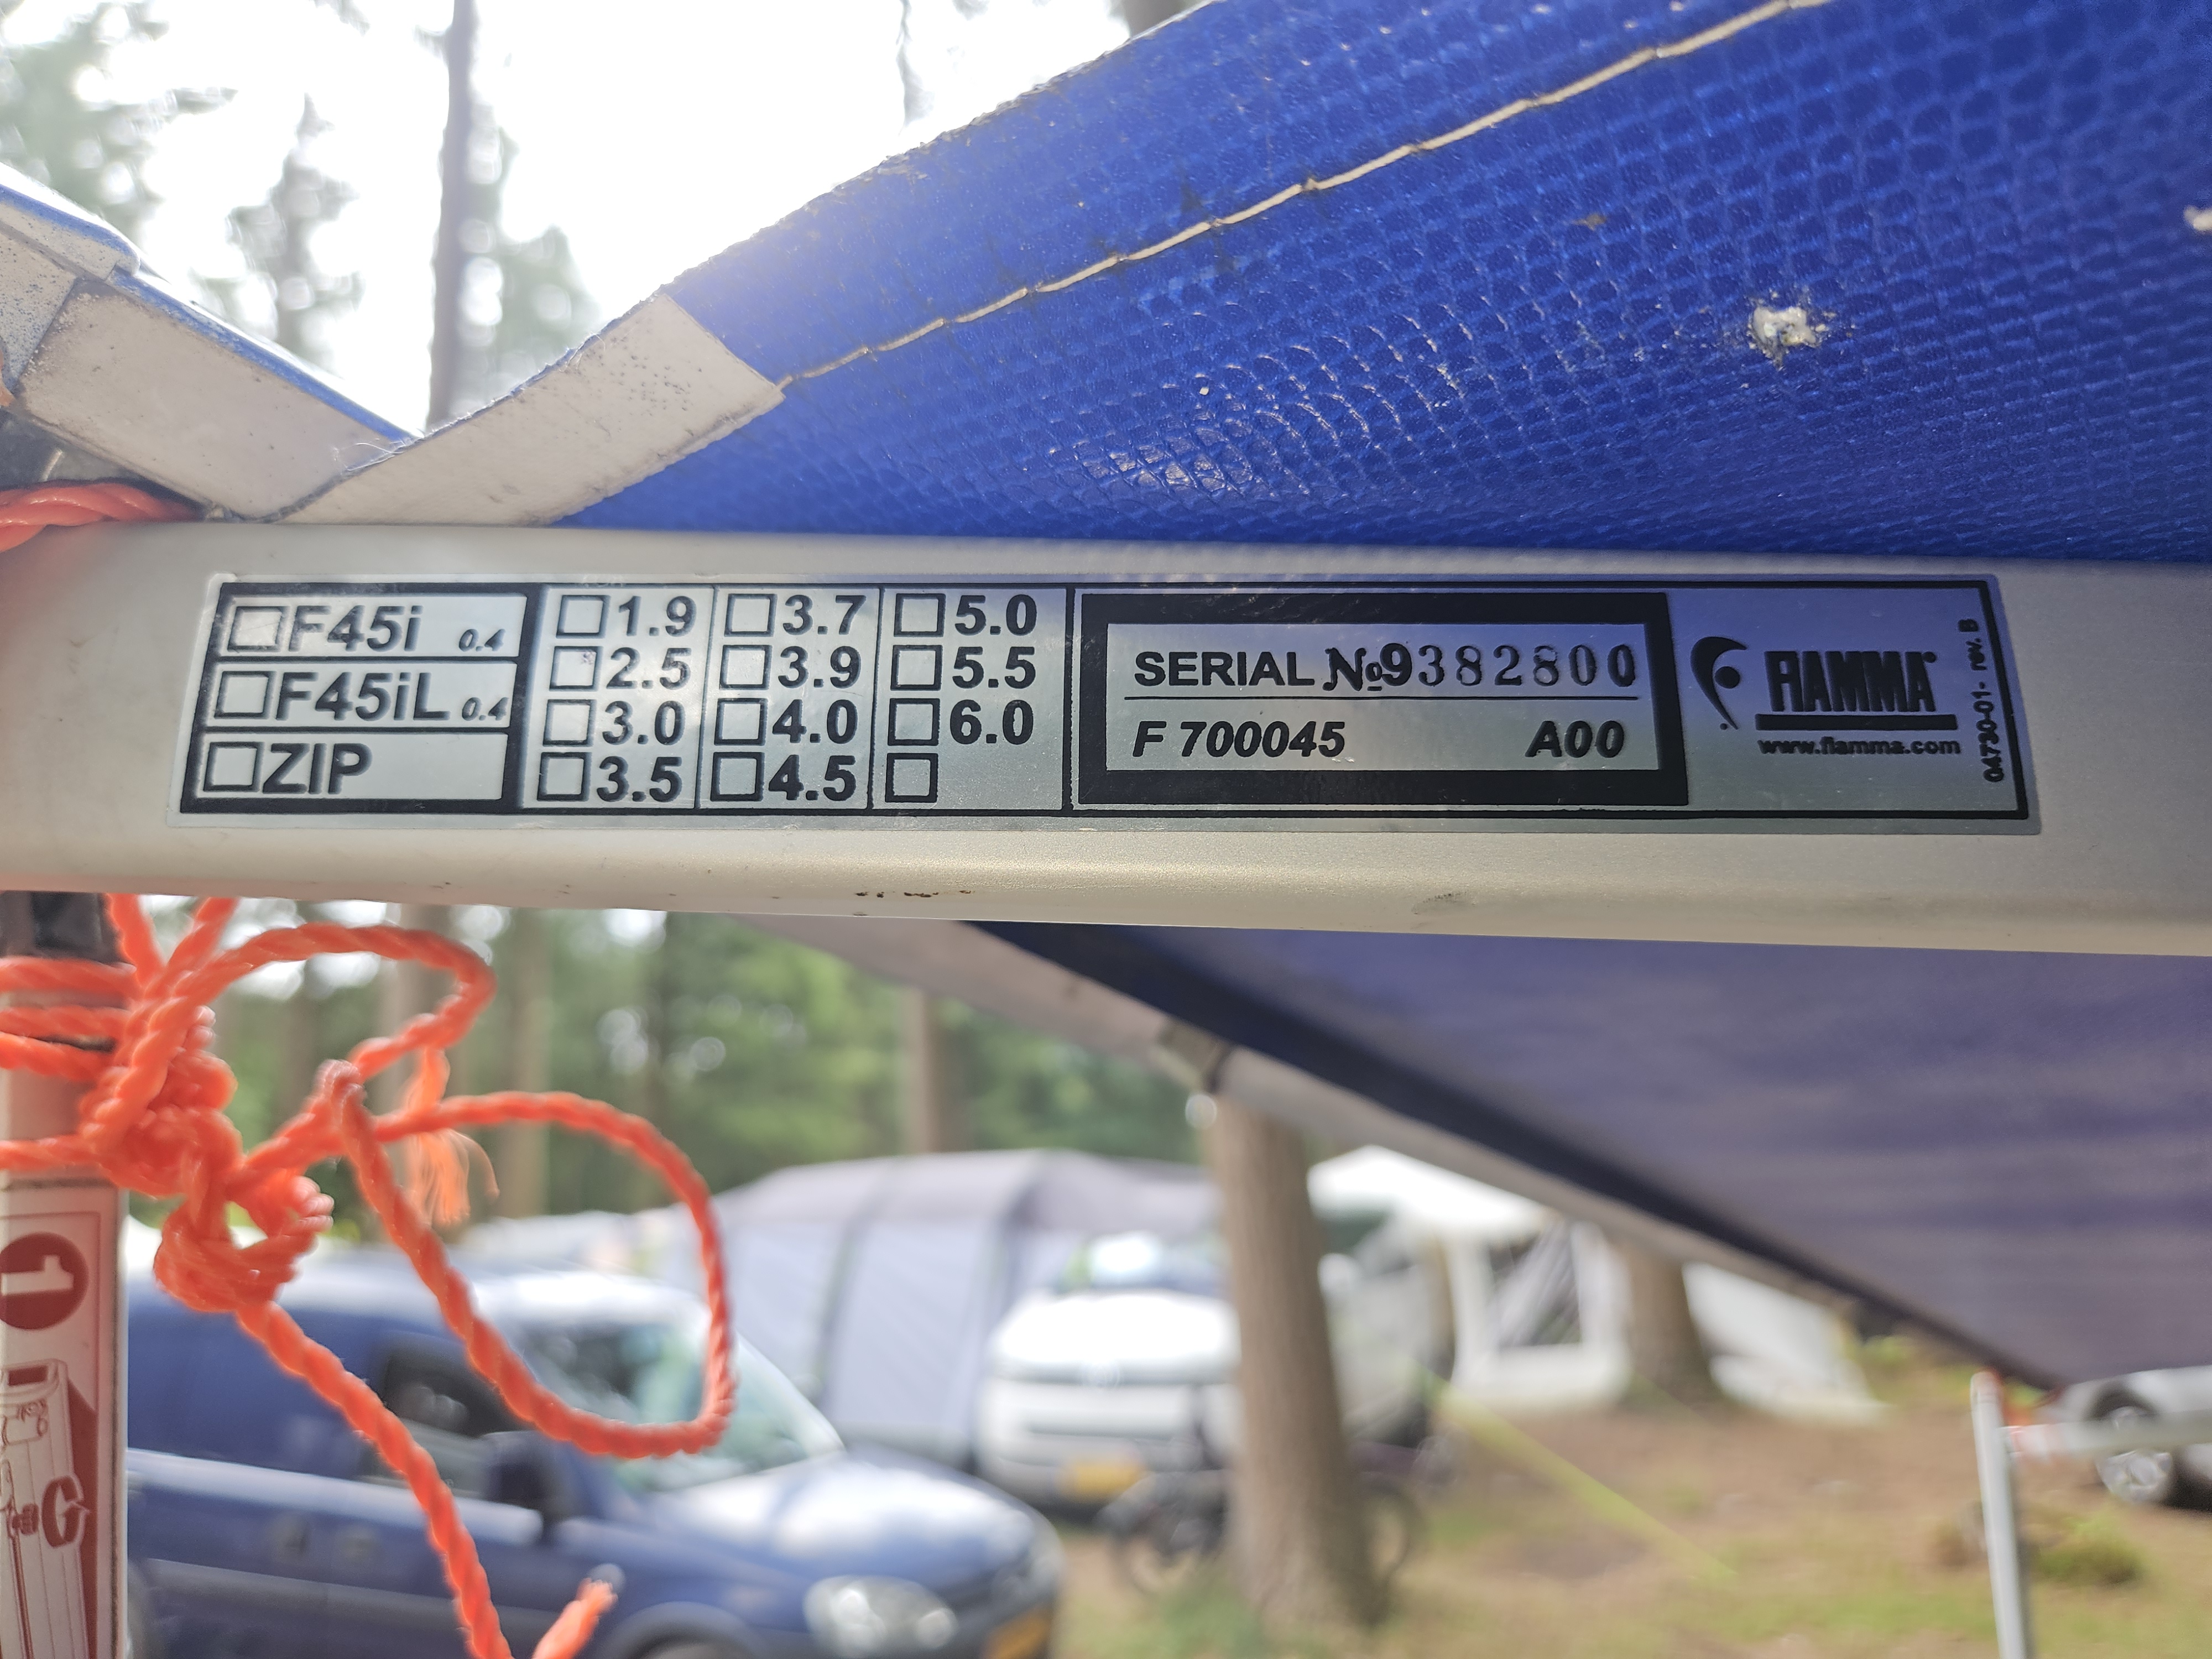 ☐F45i 0.4
☐F45iL 0.4
☐ZIP
☐1.9
☐2.5
☐3.0
☐3.5
☐3.7
☐3.9
☐4.0
☐4.5
☐5.0
☐5.5
☐6.0
☐
SERIAL №9382800
F 700045 A00
FIAMMA®
www.fiamma.com
04730-01- rev. B
1